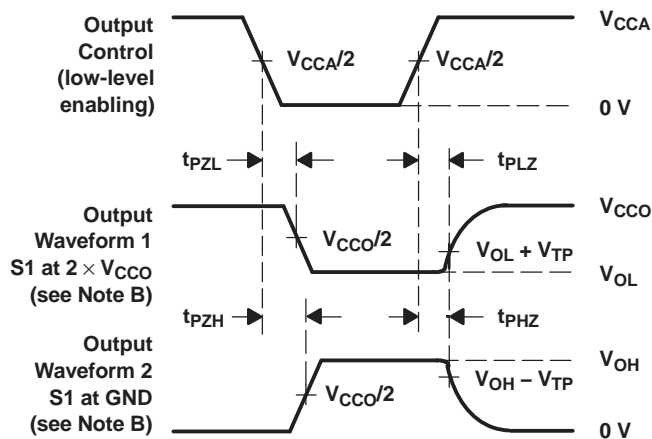 Output
Control
(low-level
enabling)
VCCA/2
VCCA/2
VCCA
0 V
tPZL
tPLZ
Output
Waveform 1
S1 at 2 × VCCO
(see Note B)
VCCO/2
VCCO
VOL + VTP
VOL
tPZH
tPHZ
Output
Waveform 2
S1 at GND
(see Note B)
VCCO/2
VOH
VOH − VTP
0 V